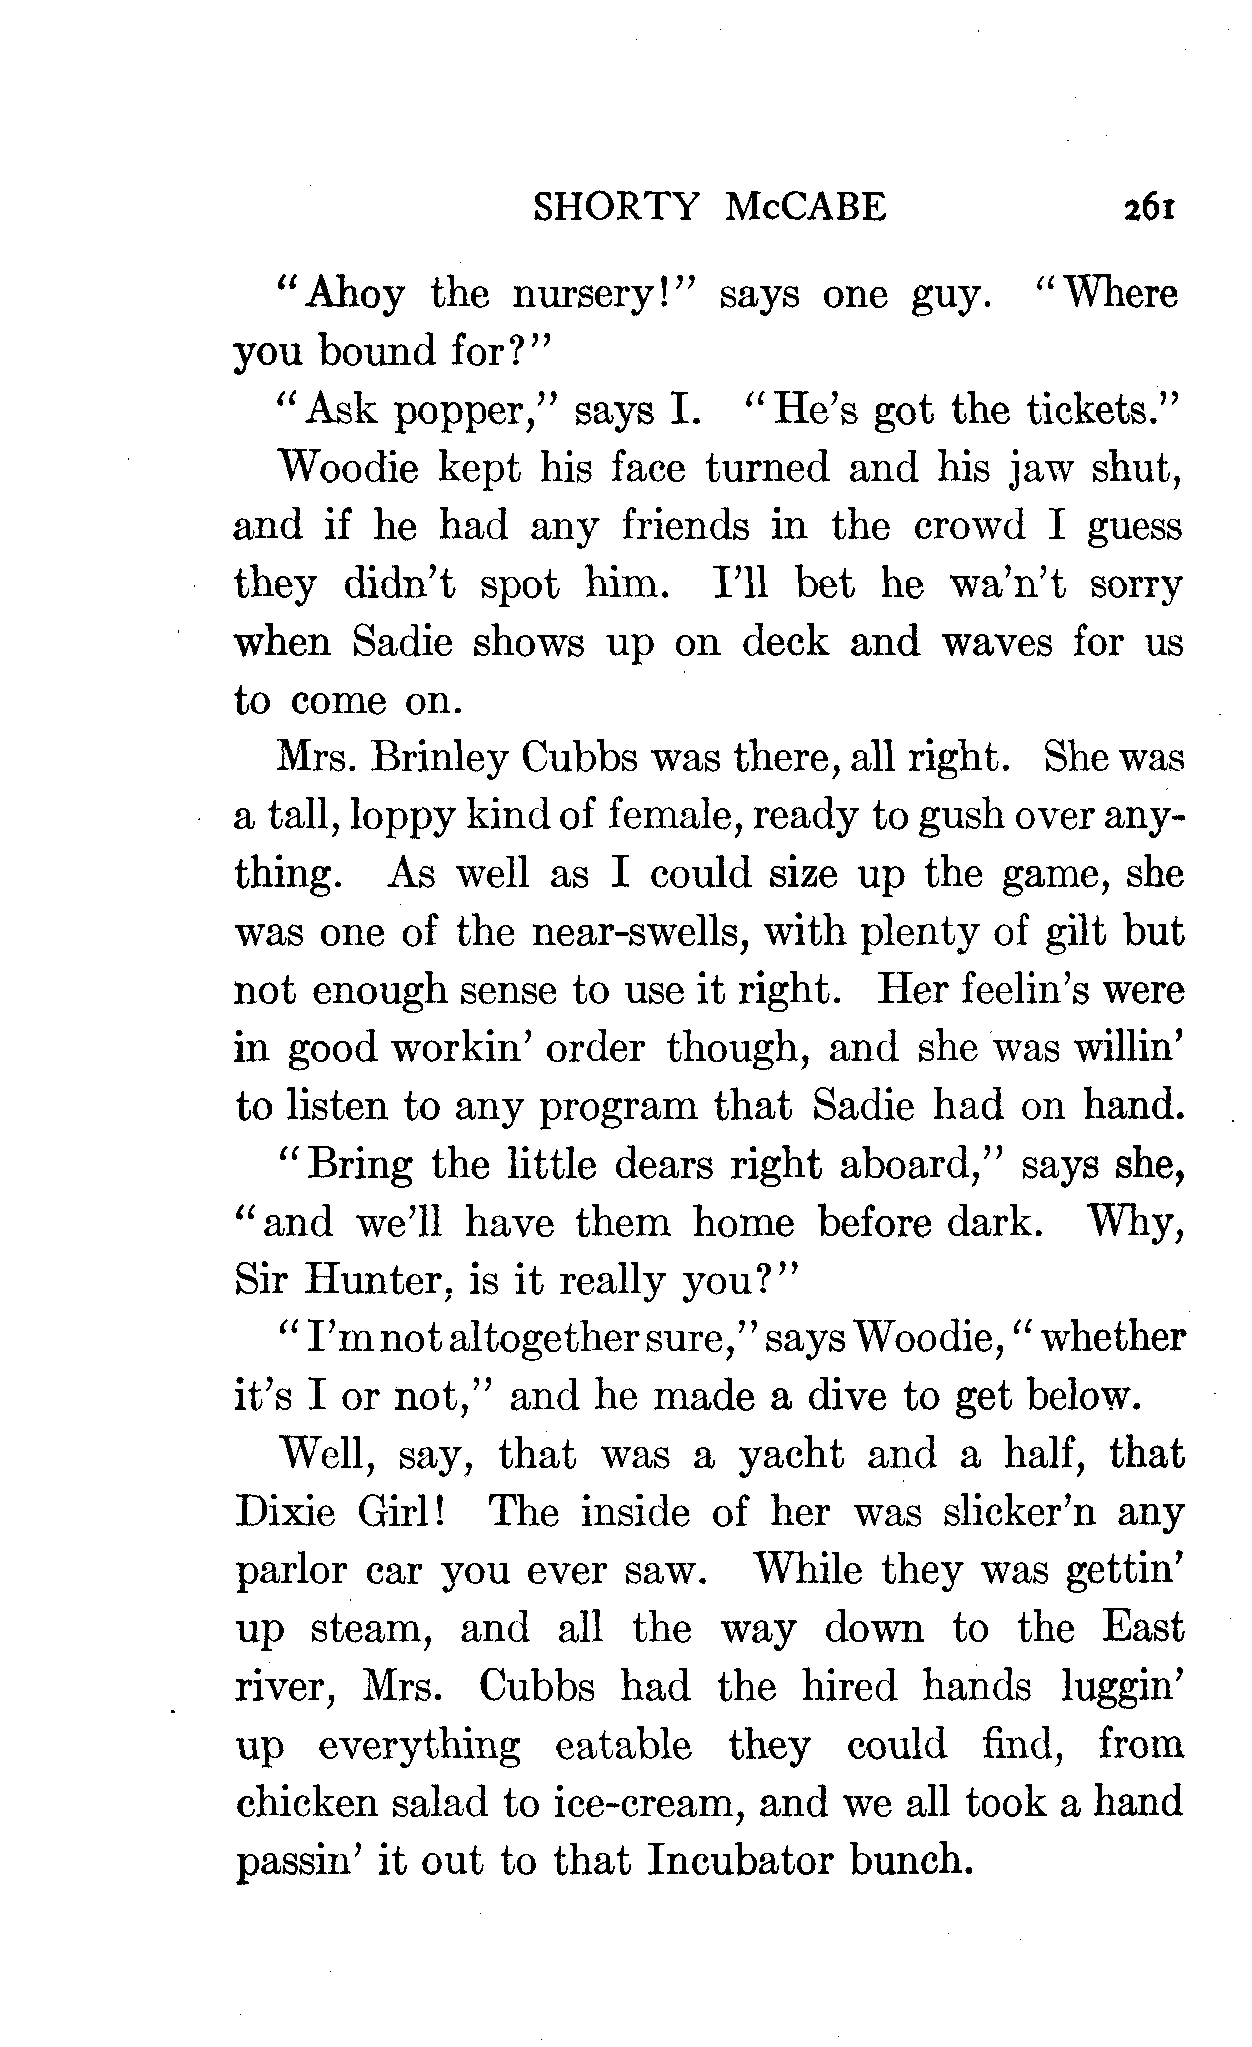 SHORTY McCABE 261
"Ahoy the nursery!" says one guy. "Where
you bound for?"
"Ask popper," says I. "He's got the tickets."
Woodie kept his face turned and his jaw shut,
and if he had any friends in the crowd I guess
they didn't spot him. I'll bet he wa'n't sorry
when Sadie shows up on deck and waves for us
to come on.
Mrs. Brinley Cubbs was there, all right. She was
a tall, loppy kind of female, ready to gush over any-
thing. As well as I could size up the game, she
was one of the near-swells, with plenty of gilt but
not enough sense to use it right. Her feelin's were
in good workin' order though, and she was willin'
to listen to any program that Sadie had on hand.
"Bring the little dears right aboard," says she,
"and we'll have them home before dark. Why,
Sir Hunter, is it really you?"
"I'm not altogether sure," says Woodie, "whether
it's I or not," and he made a dive to get below.
Well, say, that was a yacht and a half, that
Dixie Girl! The inside of her was slicker'n any
parlor car you ever saw. While they was gettin'
up steam, and all the way down to the East
river, Mrs. Cubbs had the hired hands luggin'
up everything eatable they could find, from
chicken salad to ice-cream, and we all took a hand
passin' it out to that Incubator bunch.